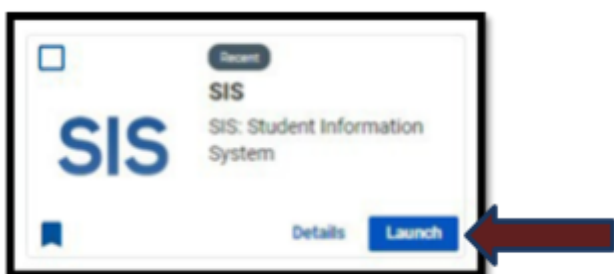 Recent
SIS
SIS
SIS: Student Information
System
Details Launch